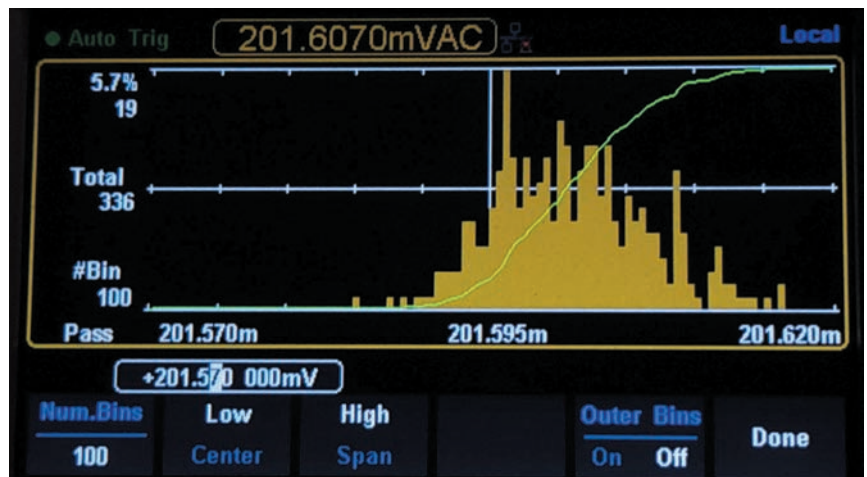 Auto Trig 201.6070mVAC Local
5.7%
19
Total
336
#Bin
100
Pass 201.570m 201.595m 201.620m
+201.570 000mV
Num.Bins Low High Outer Bins
100 Center Span On Off Done